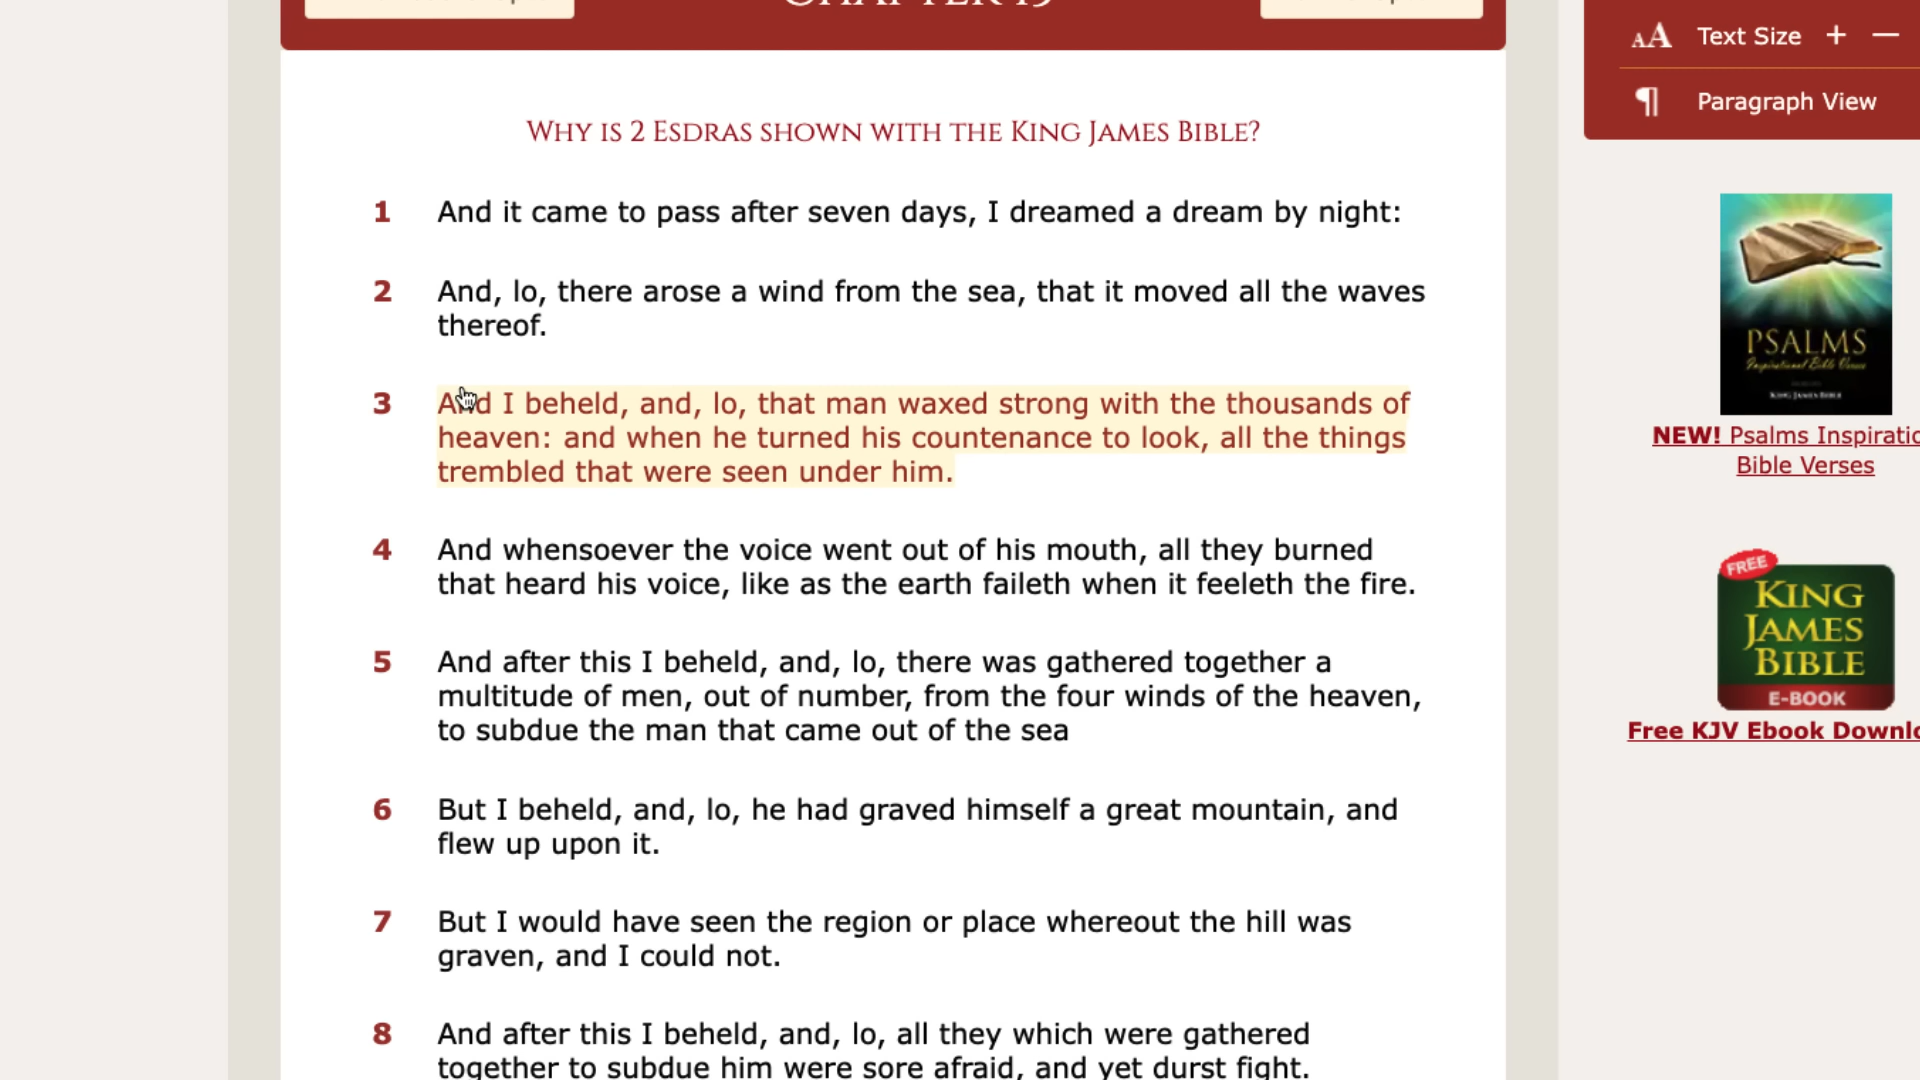 Why is 2 Esdras shown with the King James Bible?
1 And it came to pass after seven days, I dreamed a dream by night:
2 And, lo, there arose a wind from the sea, that it moved all the waves
thereof.
3 And I beheld, and, lo, that man waxed strong with the thousands of
heaven: and when he turned his countenance to look, all the things
trembled that were seen under him.
4 And whensoever the voice went out of his mouth, all they burned
that heard his voice, like as the earth faileth when it feeleth the fire.
5 And after this I beheld, and, lo, there was gathered together a
multitude of men, out of number, from the four winds of the heaven,
to subdue the man that came out of the sea
6 But I beheld, and, lo, he had graved himself a great mountain, and
flew up upon it.
7 But I would have seen the region or place whereout the hill was
graven, and I could not.
8 And after this I beheld, and, lo, all they which were gathered
together to subdue him were sore afraid, and yet durst fight.
AA Text Size + —
¶ Paragraph View
PSALMS
Inspirational Bible Verses
KING JAMES BIBLE
NEW! Psalms
Bible Verses
FREE
KING
JAMES
BIBLE
E-BOOK
Free KJV Ebook